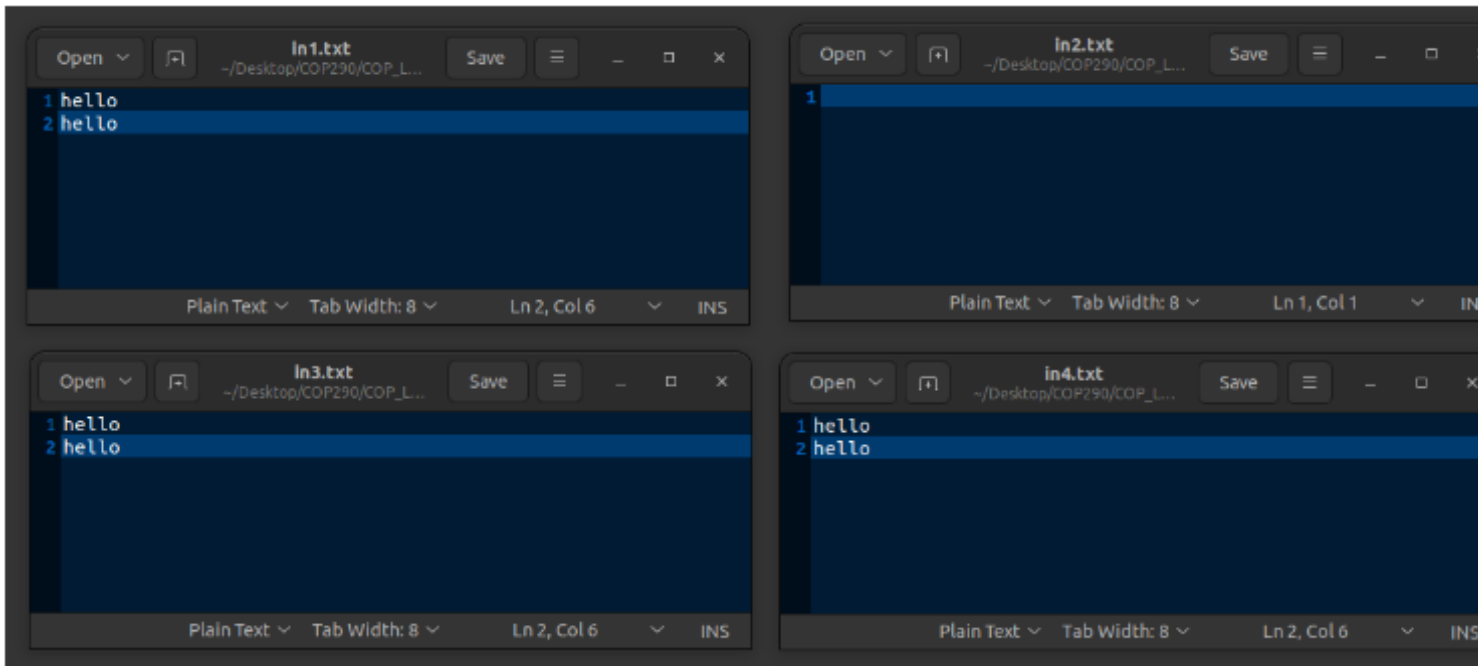 Open in1.txt Save
~/Desktop/COP290/COP_L...
1 hello
2 hello
Plain Text Tab Width: 8 Ln 2, Col 6 INS
Open in2.txt Save
~/Desktop/COP290/COP_L...
1
Plain Text Tab Width: 8 Ln 1, Col 1 IN
Open in3.txt Save
~/Desktop/COP290/COP_L...
1 hello
2 hello
Plain Text Tab Width: 8 Ln 2, Col 6 INS
Open in4.txt Save
~/Desktop/COP290/COP_L...
1 hello
2 hello
Plain Text Tab Width: 8 Ln 2, Col 6 INS